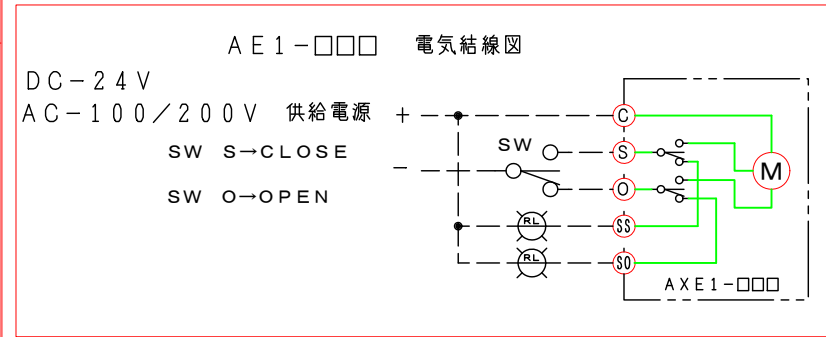 AE1-□□□ 電気結線図
DC-24V
AC-100/200V 供給電源 +
-
SW S→CLOSE
SW O→OPEN
SW
C
S
O
SS
SO
RL
RL
M
AXE1-□□□